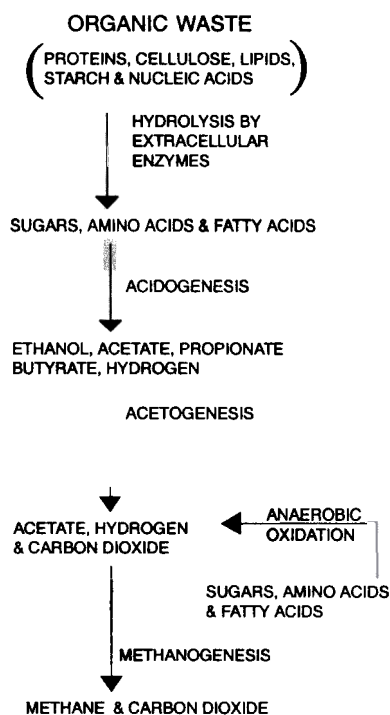 ORGANIC WASTE
(PROTEINS, CELLULOSE, LIPIDS,
STARCH & NUCLEIC ACIDS)
HYDROLYSIS BY
EXTRACELLULAR
ENZYMES
SUGARS, AMINO ACIDS & FATTY ACIDS
ACIDOGENESIS
ETHANOL, ACETATE, PROPIONATE
BUTYRATE, HYDROGEN
ACETOGENESIS
ACETATE, HYDROGEN
& CARBON DIOXIDE
ANAEROBIC
OXIDATION
SUGARS, AMINO ACIDS
& FATTY ACIDS
METHANOGENESIS
METHANE & CARBON DIOXIDE